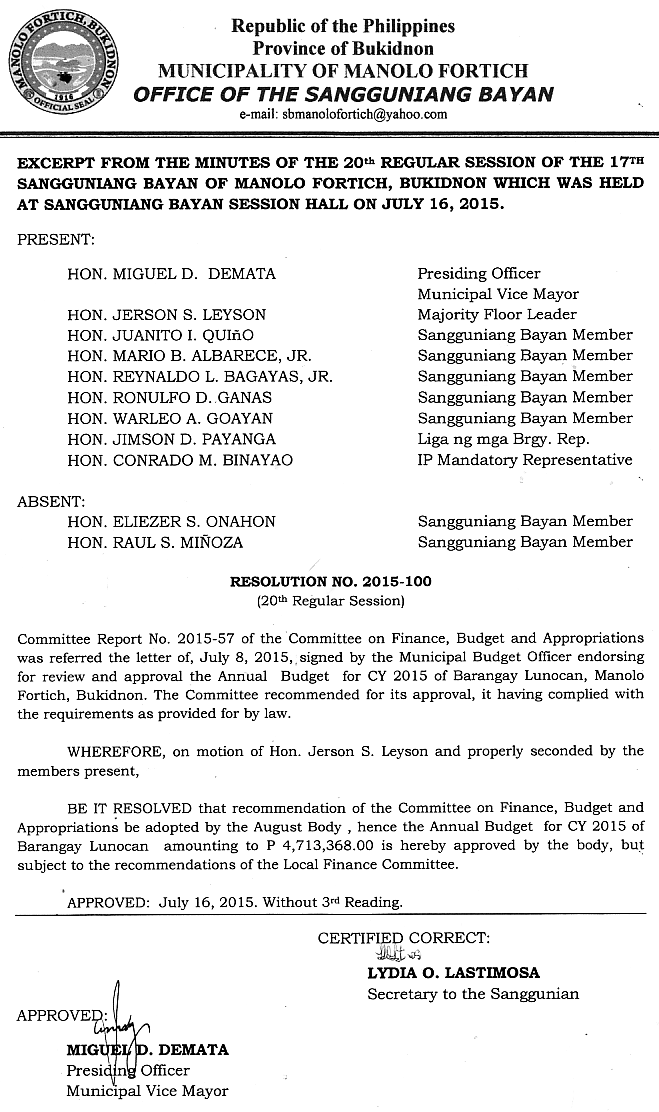 MANOLO FORTICH, BUKIDNON
1916
OFFICIAL SEAL
Republic of the Philippines
Province of Bukidnon
MUNICIPALITY OF MANOLO FORTICH
OFFICE OF THE SANGGUNIANG BAYAN
e-mail: sbmanolofortich@yahoo.com
EXCERPT FROM THE MINUTES OF THE 20th REGULAR SESSION OF THE 17TH
SANGGUNIANG BAYAN OF MANOLO FORTICH, BUKIDNON WHICH WAS HELD
AT SANGGUNIANG BAYAN SESSION HALL ON JULY 16, 2015.
PRESENT:
HON. MIGUEL D. DEMATA Presiding Officer
Municipal Vice Mayor
HON. JERSON S. LEYSON Majority Floor Leader
HON. JUANITO I. QUIñO Sangguniang Bayan Member
HON. MARIO B. ALBARECE, JR. Sangguniang Bayan Member
HON. REYNALDO L. BAGAYAS, JR. Sangguniang Bayan Member
HON. RONULFO D. GANAS Sangguniang Bayan Member
HON. WARLEO A. GOAYAN Sangguniang Bayan Member
HON. JIMSON D. PAYANGA Liga ng mga Brgy. Rep.
HON. CONRADO M. BINAYAO IP Mandatory Representative
ABSENT:
HON. ELIEZER S. ONAHON Sangguniang Bayan Member
HON. RAUL S. MIÑOZA Sangguniang Bayan Member
RESOLUTION NO. 2015-100
(20th Regular Session)
Committee Report No. 2015-57 of the Committee on Finance, Budget and Appropriations
was referred the letter of, July 8, 2015, signed by the Municipal Budget Officer endorsing
for review and approval the Annual Budget for CY 2015 of Barangay Lunocan, Manolo
Fortich, Bukidnon. The Committee recommended for its approval, it having complied with
the requirements as provided for by law.
WHEREFORE, on motion of Hon. Jerson S. Leyson and properly seconded by the
members present,
BE IT RESOLVED that recommendation of the Committee on Finance, Budget and
Appropriations be adopted by the August Body , hence the Annual Budget for CY 2015 of
Barangay Lunocan amounting to P 4,713,368.00 is hereby approved by the body, but
subject to the recommendations of the Local Finance Committee.
APPROVED: July 16, 2015. Without 3rd Reading.
CERTIFIED CORRECT:
LYDIA O. LASTIMOSA
Secretary to the Sanggunian
APPROVED:
MIGUEL D. DEMATA
Presiding Officer
Municipal Vice Mayor